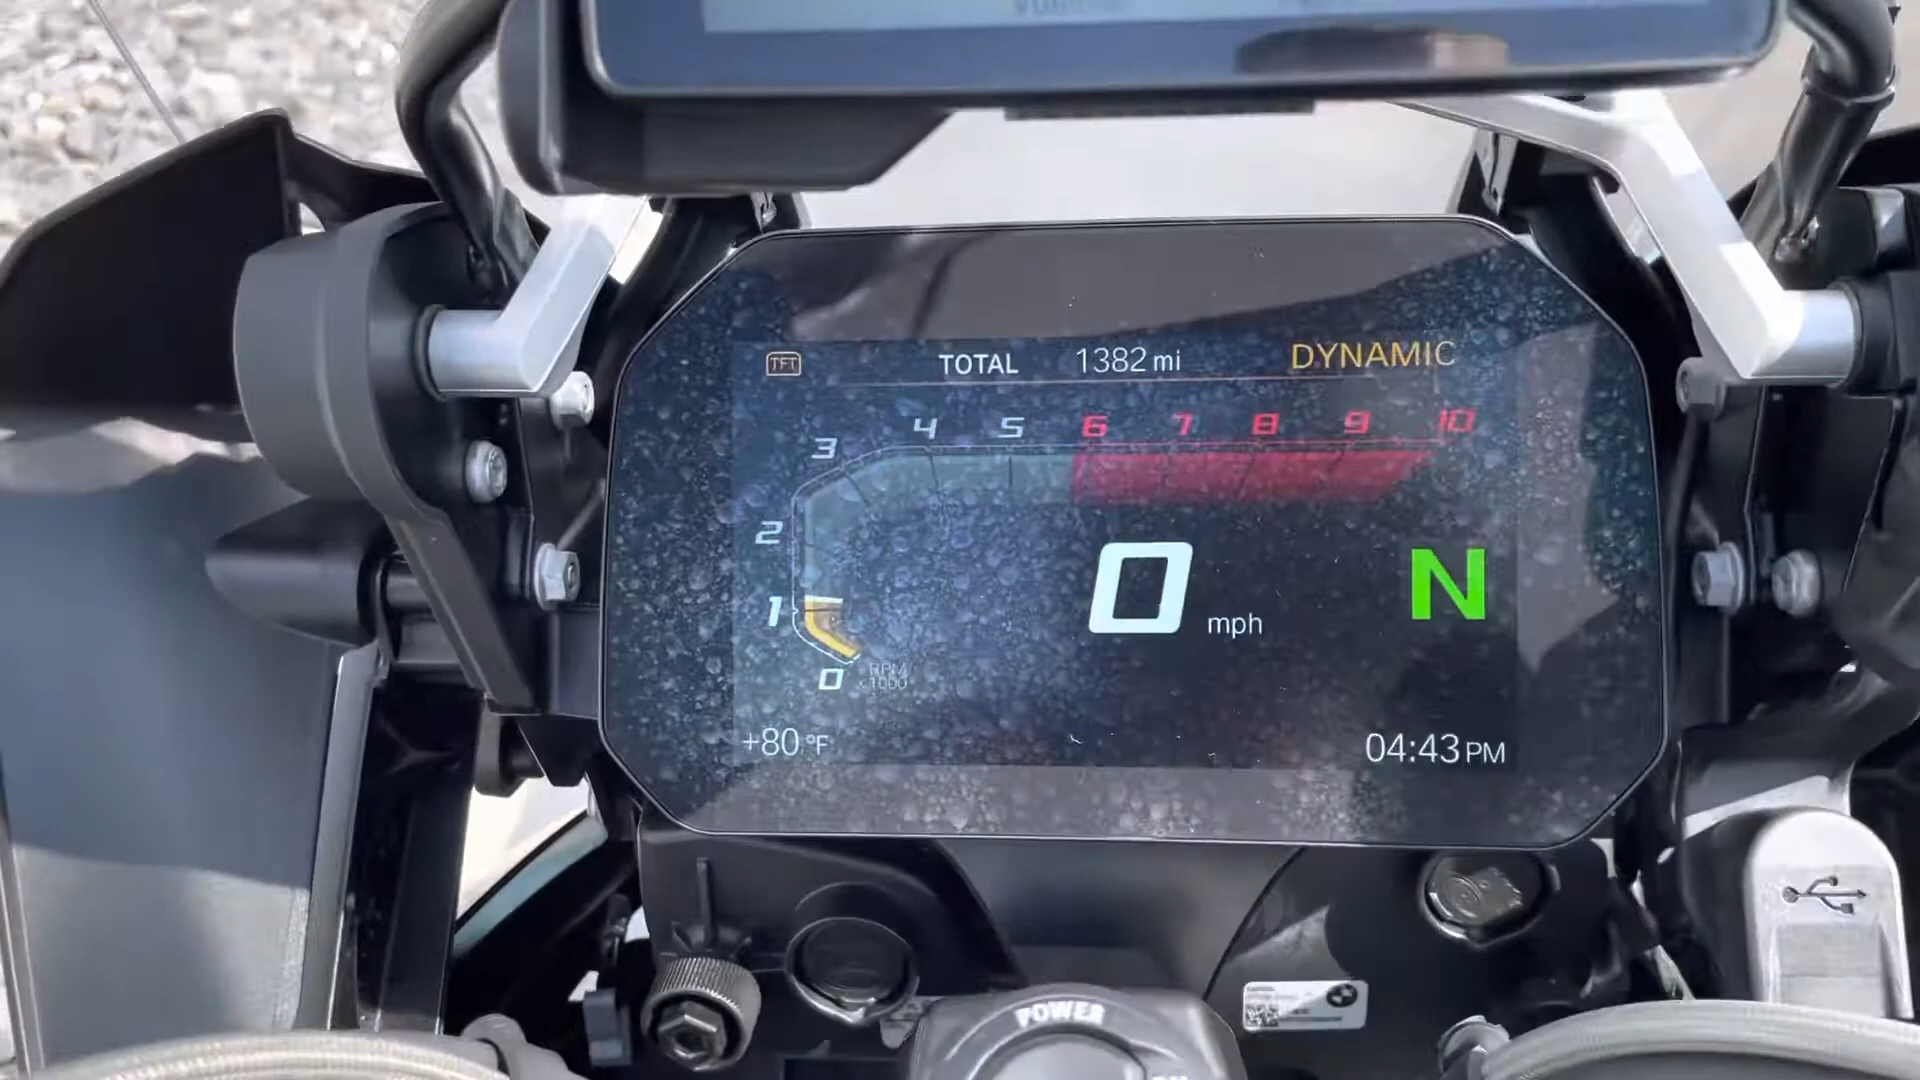 TFT TOTAL 1382 mi DYNAMIC
3 4 5 6 7 8 9 10
2
1
0 RPM x1000
0 mph N
+80 °F 04:43 PM
POWER